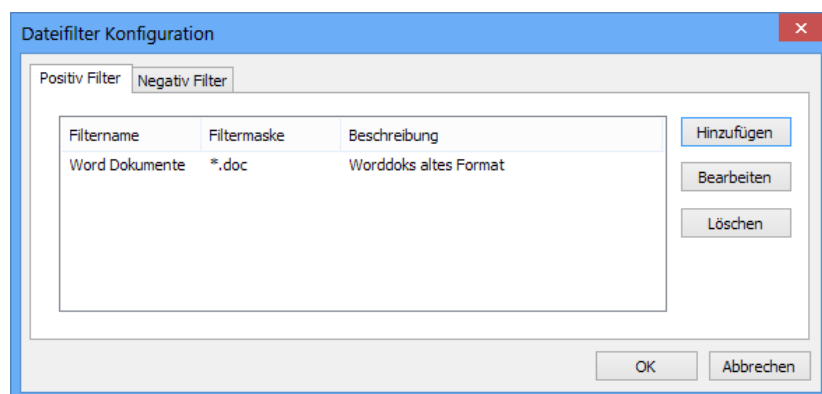 Dateifilter Konfiguration
Positiv Filter Negativ Filter
Filtername Filtermaske Beschreibung
Word Dokumente *.doc Worddoks altes Format
Hinzufügen
Bearbeiten
Löschen
OK Abbrechen